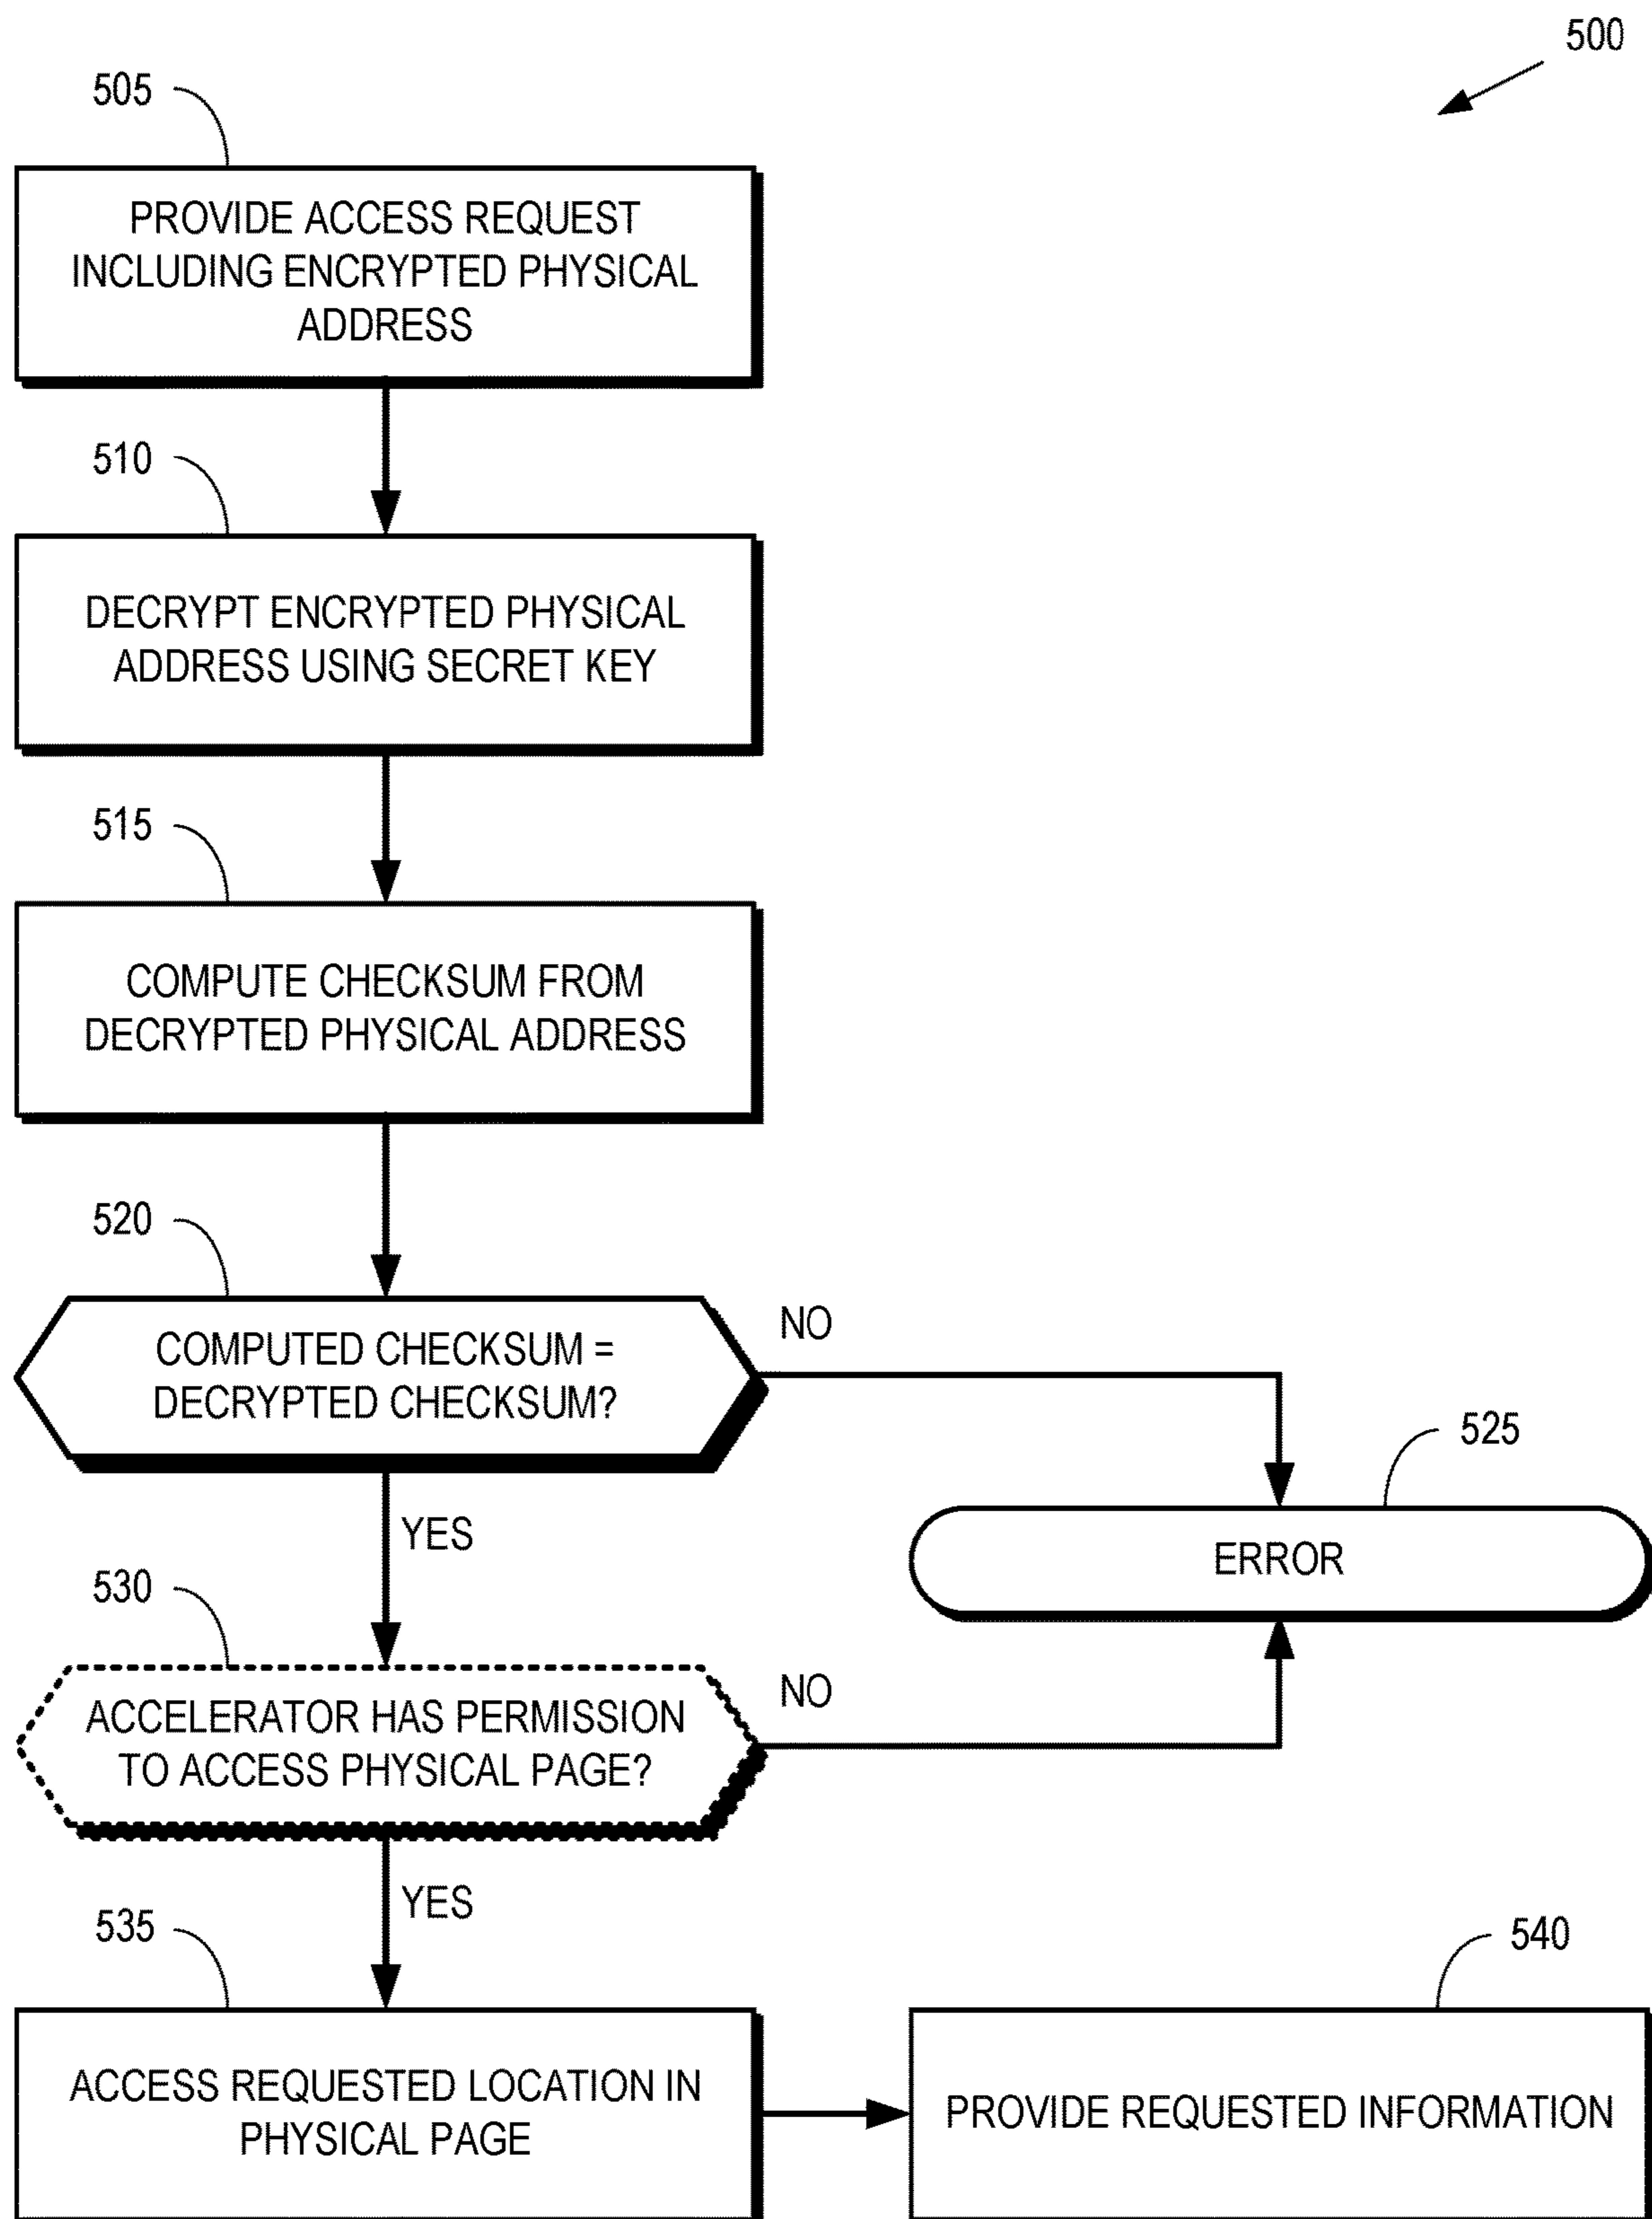 500
505
PROVIDE ACCESS REQUEST
INCLUDING ENCRYPTED PHYSICAL
ADDRESS
510
DECRYPT ENCRYPTED PHYSICAL
ADDRESS USING SECRET KEY
515
COMPUTE CHECKSUM FROM
DECRYPTED PHYSICAL ADDRESS
520
COMPUTED CHECKSUM =
DECRYPTED CHECKSUM?
NO
525
ERROR
YES
530
ACCELERATOR HAS PERMISSION
TO ACCESS PHYSICAL PAGE?
NO
YES
535
ACCESS REQUESTED LOCATION IN
PHYSICAL PAGE
540
PROVIDE REQUESTED INFORMATION